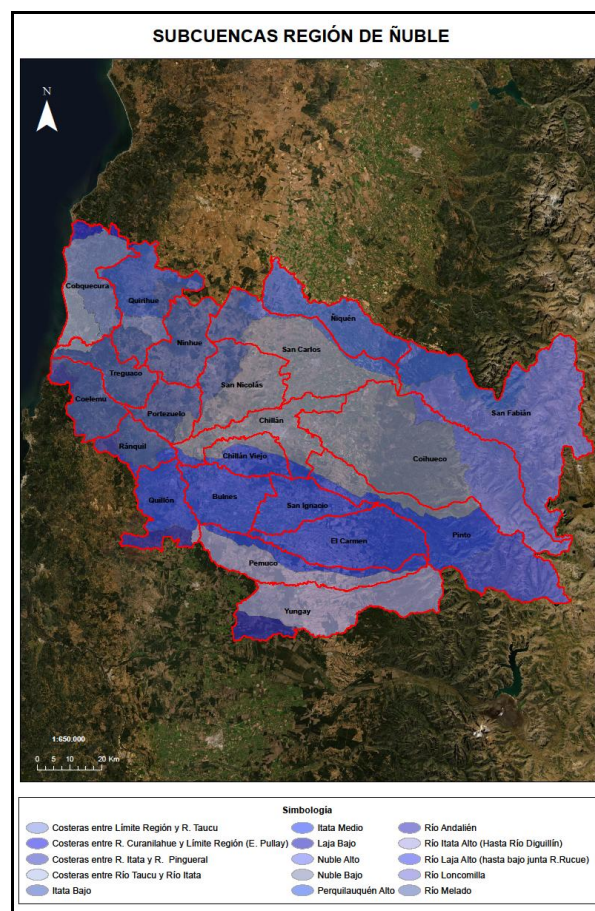 SUBCUENCAS REGIÓN DE ÑUBLE
N
Cobquecura
Quirihue
Ñiquén
Ninhue
San Carlos
Treguaco
San Nicolás
San Fabián
Coelemu
Portezuelo
Chillán
Ránquil
Chillán Viejo
Coihueco
Quillón
Bulnes
San Ignacio
El Carmen
Pinto
Pemuco
Yungay
1:650.000
0 5 10 20 Km
Simbología
Costeras entre Límite Región y R. Taucu
Costeras entre R. Curanilahue y Límite Región (E. Pullay)
Costeras entre R. Itata y R. Pingueral
Costeras entre Río Taucu y Río Itata
Itata Bajo
Itata Medio
Laja Bajo
Ñuble Alto
Ñuble Bajo
Perquilauquén Alto
Río Andalién
Río Itata Alto (Hasta Río Diguillín)
Río Laja Alto (hasta bajo junta R.Rucue)
Río Loncomilla
Río Melado